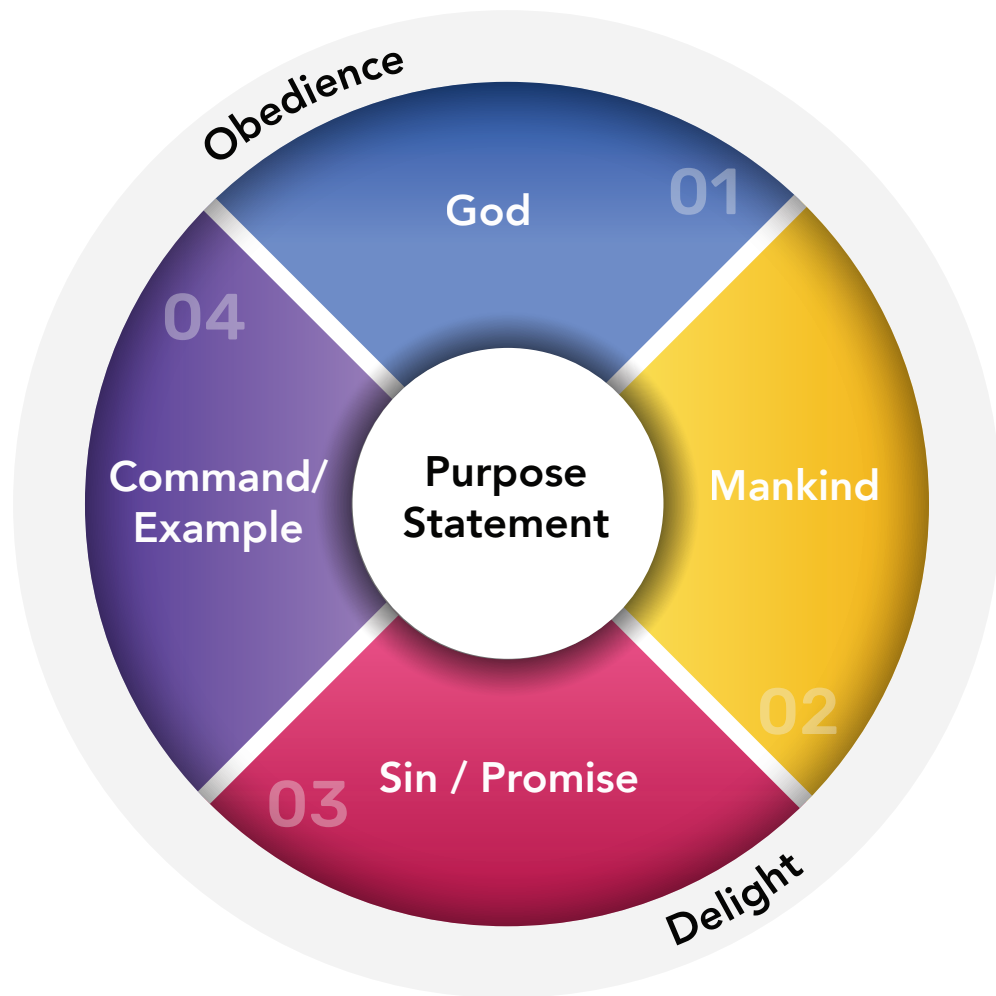 Obedience
God
01
04
Command/
Example
Purpose
Statement
Mankind
02
03
Sin / Promise
Delight